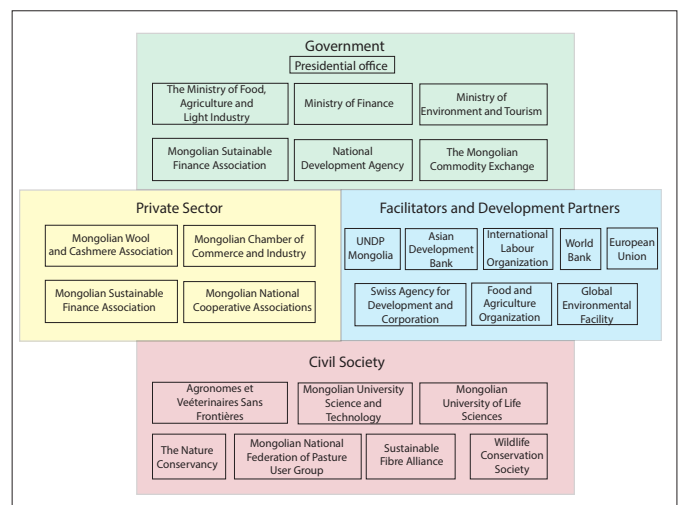 Government
Presidential office
The Ministry of Food,
Agriculture and
Light Industry
Ministry of Finance
Ministry of
Environment and Tourism
Mongolian Sutainable
Finance Association
National
Development Agency
The Mongolian
Commodity Exchange
Private Sector
Mongolian Wool
and Cashmere Association
Mongolian Chamber of
Commerce and Industry
Mongolian Sustainable
Finance Association
Mongolian National
Cooperative Associations
Facilitators and Development Partners
UNDP
Mongolia
Asian
Development
Bank
International
Labour
Organization
World
Bank
European
Union
Swiss Agency for
Development and
Corporation
Food and
Agriculture
Organization
Global
Environmental
Facility
Civil Society
Agronomes et
Veéterinaires Sans
Frontières
Mongolian University
Science and
Technology
Mongolian
University of Life
Sciences
The Nature
Conservancy
Mongolian National
Federation of Pasture
User Group
Sustainable
Fibre Alliance
Wildlife
Conservation
Society